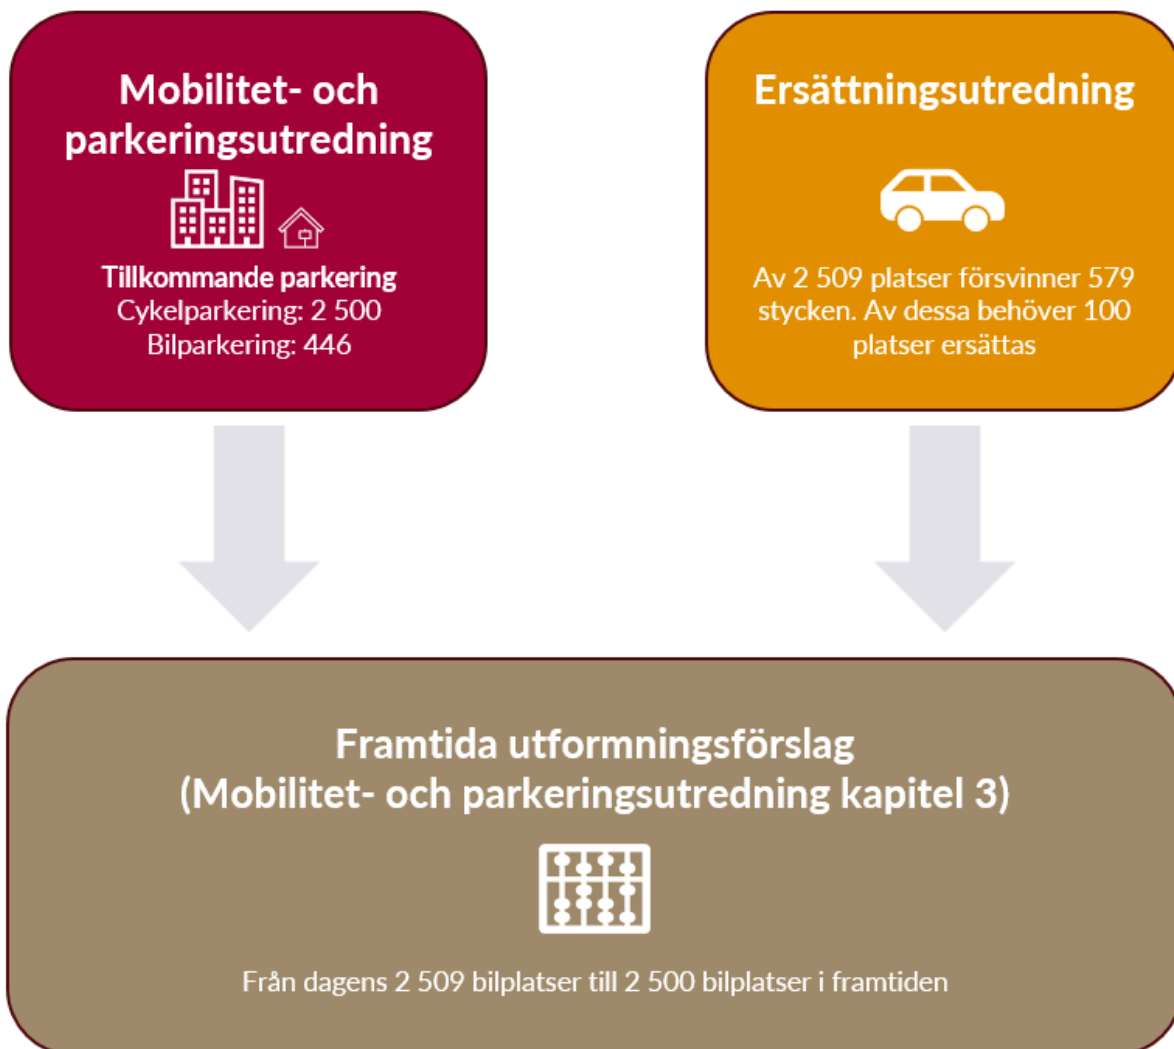 Mobilitet- och
parkeringsutredning
Tillkommande parkering
Cykelparkering: 2 500
Bilparkering: 446
Ersättningsutredning
Av 2 509 platser försvinner 579
stycken. Av dessa behöver 100
platser ersättas
Framtida utformningsförslag
(Mobilitet- och parkeringsutredning kapitel 3)
Från dagens 2 509 bilplatser till 2 500 bilplatser i framtiden